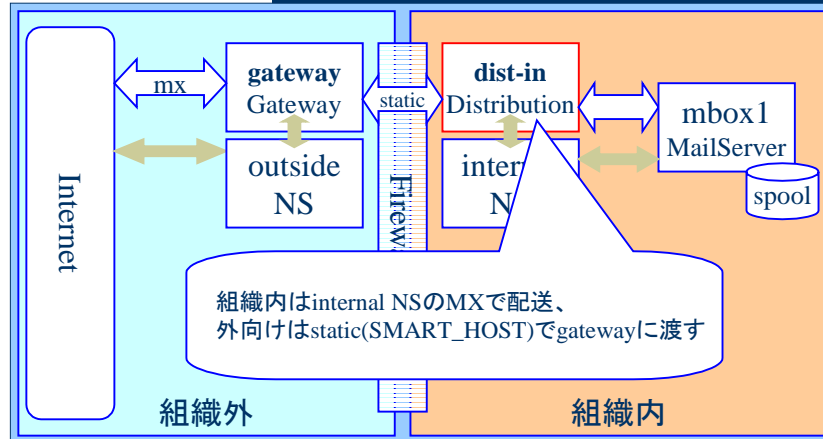 Internet
mx
gateway
Gateway
static
dist-in
Distribution
mbox1
MailServer
spool
outside
NS
組織内はinternal NSのMXで配送、
外向けはstatic(SMART_HOST)でgatewayに渡す
組織外
組織内